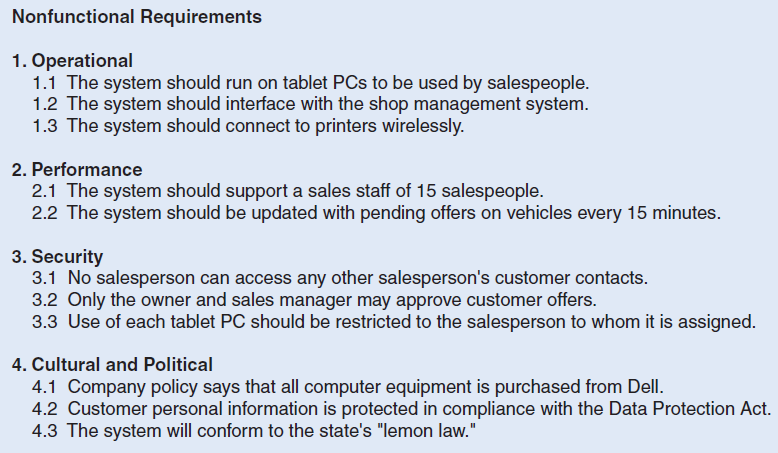 Nonfunctional Requirements
1. Operational
1.1 The system should run on tablet PCs to be used by salespeople.
1.2 The system should interface with the shop management system.
1.3 The system should connect to printers wirelessly.
2. Performance
2.1 The system should support a sales staff of 15 salespeople.
2.2 The system should be updated with pending offers on vehicles every 15 minutes.
3. Security
3.1 No salesperson can access any other salesperson's customer contacts.
3.2 Only the owner and sales manager may approve customer offers.
3.3 Use of each tablet PC should be restricted to the salesperson to whom it is assigned.
4. Cultural and Political
4.1 Company policy says that all computer equipment is purchased from Dell.
4.2 Customer personal information is protected in compliance with the Data Protection Act.
4.3 The system will conform to the state's "lemon law."